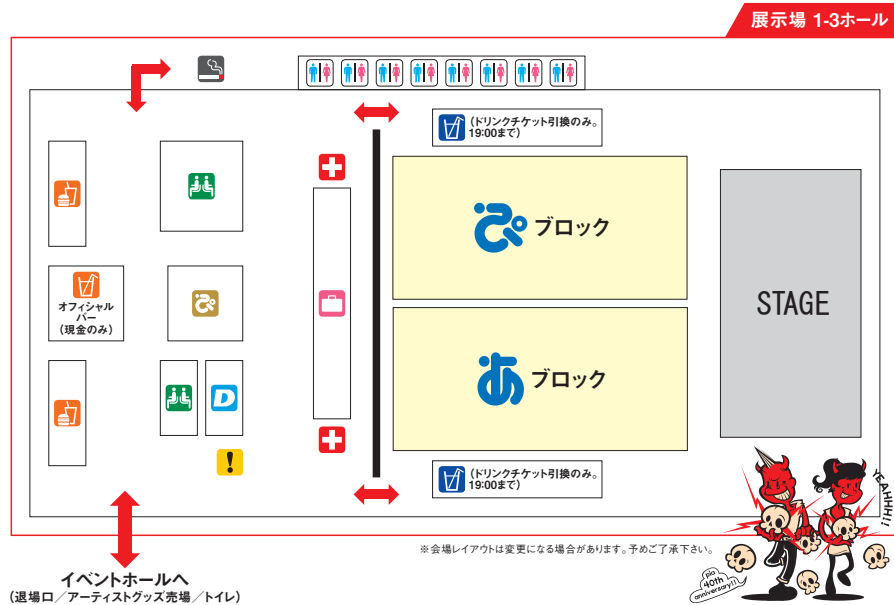 展示場 1-3ホール
(ドリンクチケット引換のみ。
19:00まで)
ぴ ブロック
STAGE
ぴ
オフィシャル
バー
(現金のみ)
あ ブロック
D
!
(ドリンクチケット引換のみ。
19:00まで)
YEAHHH!!
※会場レイアウトは変更になる場合があります。予めご了承下さい。
pia
40th
anniversary!!
イベントホールへ
(退場口／アーティストグッズ売場／トイレ)